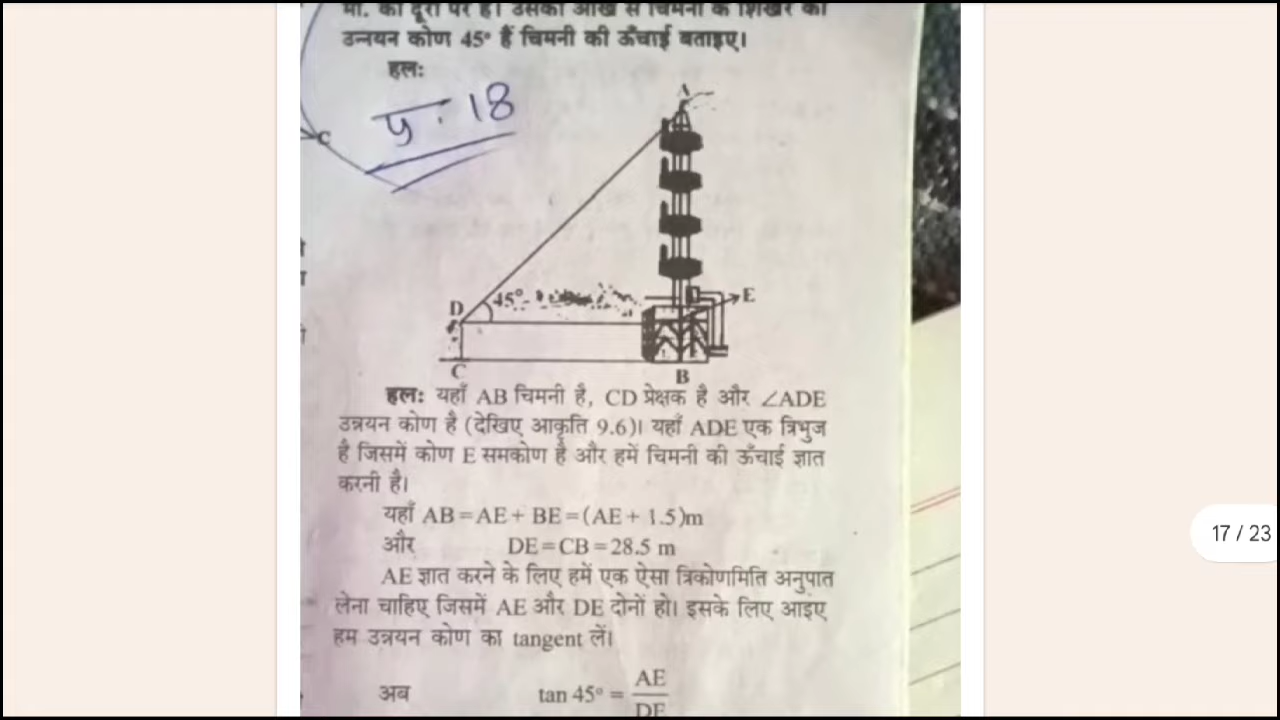 मी. की दूरी पर है। उसकी आँख से चिमनी के शिखर का
उन्नयन कोण 45° हैं चिमनी की ऊँचाई बताइए।
हल:
प्र. 18
C
A
D
45°
E
C
B
हल: यहाँ AB चिमनी है, CD प्रेक्षक है और ∠ADE
उन्नयन कोण है (देखिए आकृति 9.6)। यहाँ ADE एक त्रिभुज
है जिसमें कोण E समकोण है और हमें चिमनी की ऊँचाई ज्ञात
करनी है।
यहाँ AB = AE + BE = (AE + 1.5)m
और DE = CB = 28.5 m
AE ज्ञात करने के लिए हमें एक ऐसा त्रिकोणमिति अनुपात
लेना चाहिए जिसमें AE और DE दोनों हो। इसके लिए आइए
हम उन्नयन कोण का tangent लें।
अब tan 45° = AE
DE
17 / 23